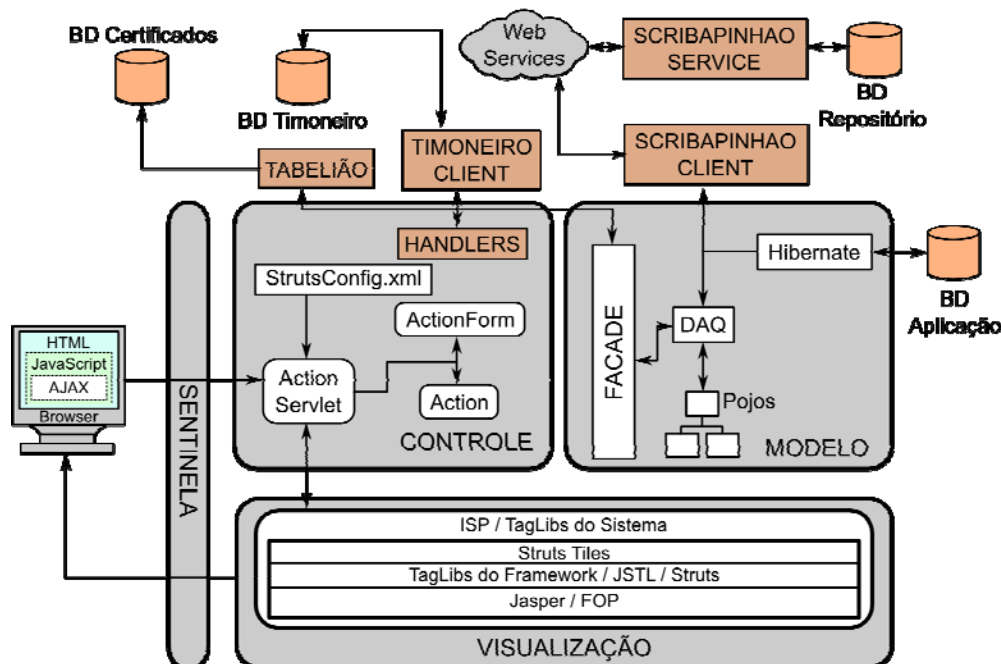 BD Certificados
BD Timoneiro
Web
Services
SCRIBAPINHAO
SERVICE
BD
Repositório
TABELIÃO
TIMONEIRO
CLIENT
SCRIBAPINHAO
CLIENT
HANDLERS
StrutsConfig.xml
ActionForm
Action
Servlet
Action
CONTROLE
FACADE
Hibernate
DAQ
Pojos
MODELO
BD
Aplicação
HTML
JavaScript
AJAX
Browser
SENTINELA
ISP / TagLibs do Sistema
Struts Tiles
TagLibs do Framework / JSTL / Struts
Jasper / FOP
VISUALIZAÇÃO